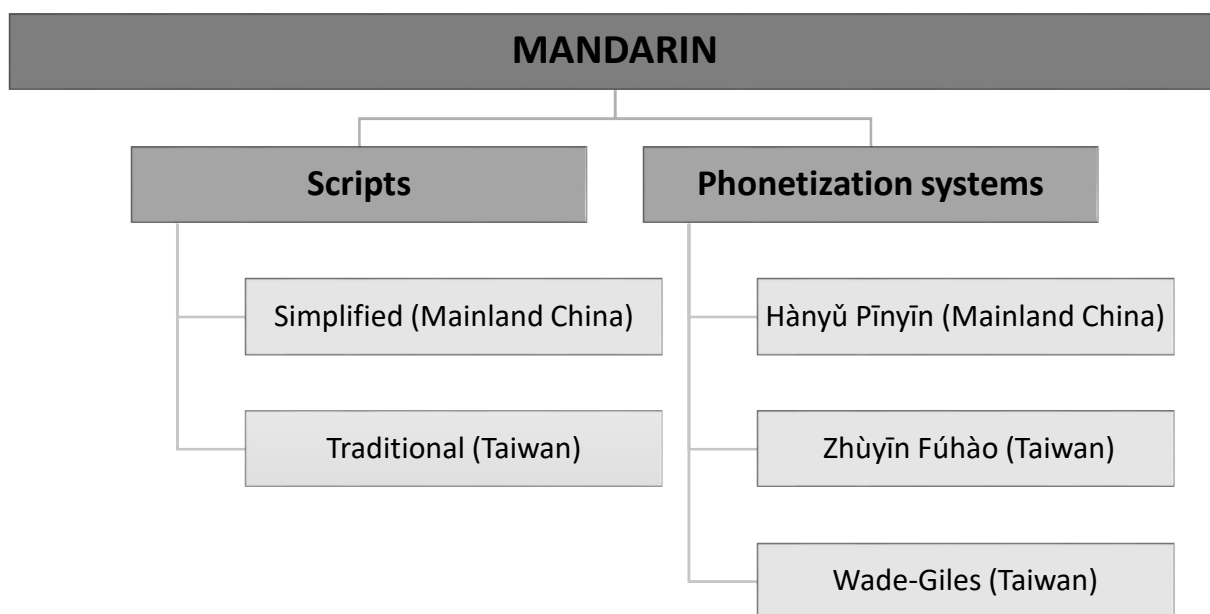 MANDARIN
Scripts
Simplified (Mainland China)
Traditional (Taiwan)
Phonetization systems
Hànyǔ Pīnyīn (Mainland China)
Zhùyīn Fúhào (Taiwan)
Wade-Giles (Taiwan)